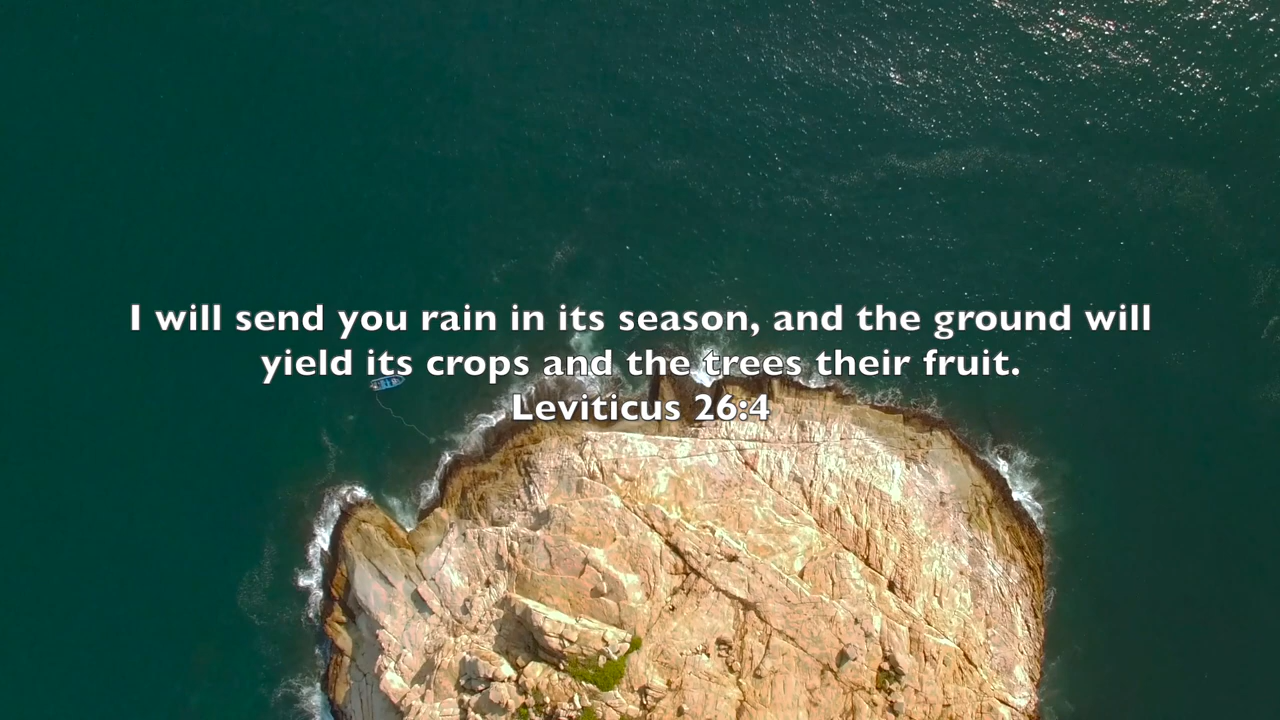 I will send you rain in its season, and the ground will
yield its crops and the trees their fruit.
Leviticus 26:4